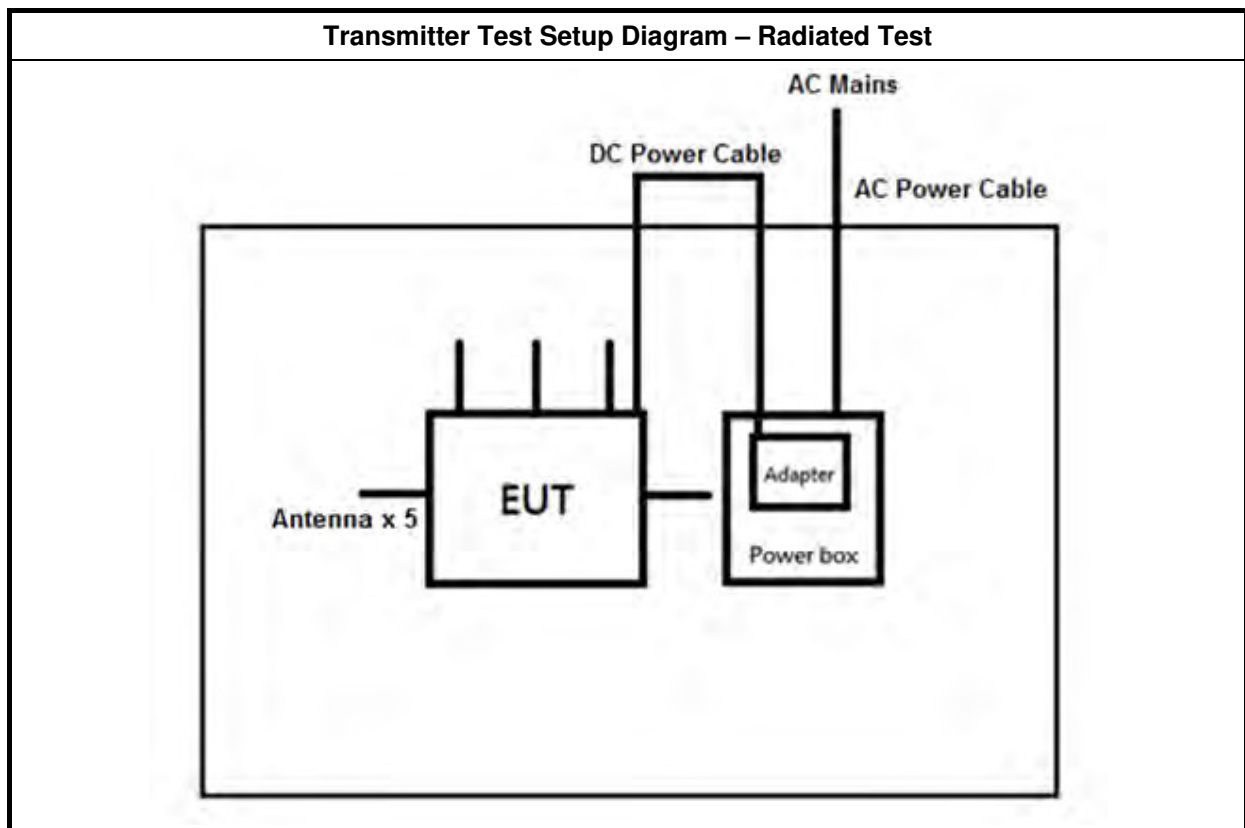 Transmitter Test Setup Diagram – Radiated Test
AC Mains
DC Power Cable
AC Power Cable
Adapter
EUT
Antenna x 5
Power box